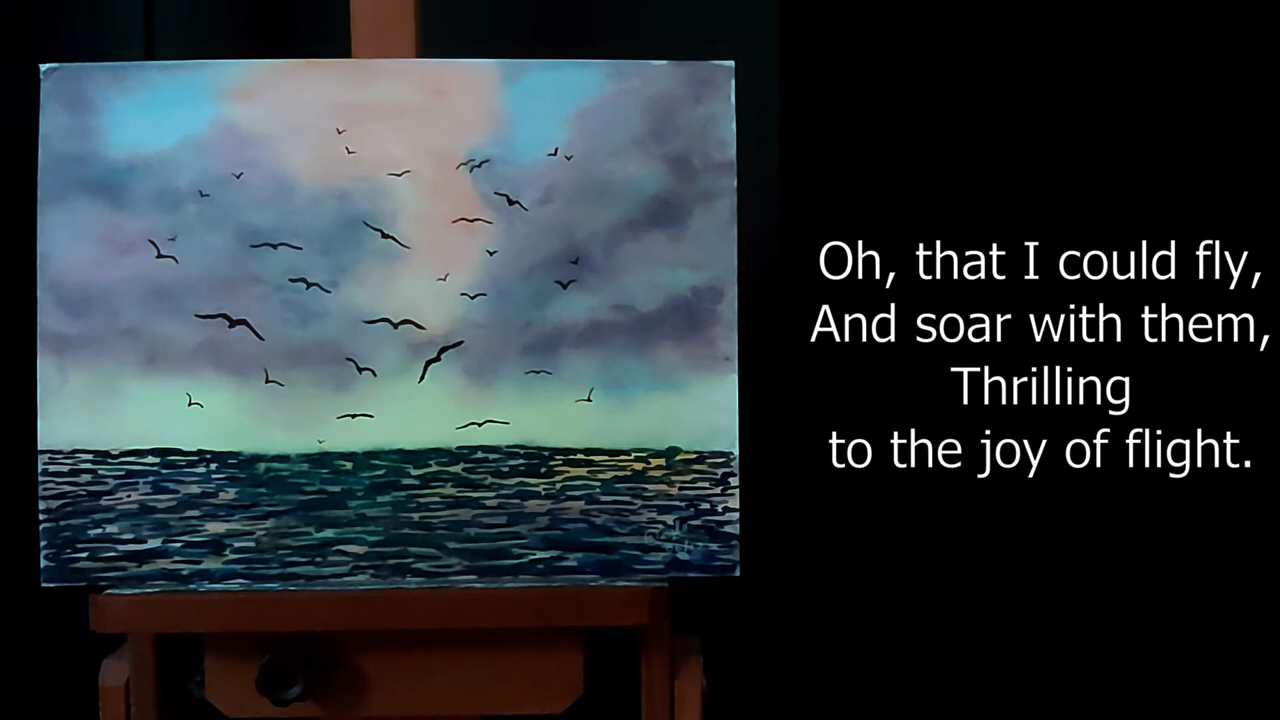 Oh, that I could fly,
And soar with them,
Thrilling
to the joy of flight.